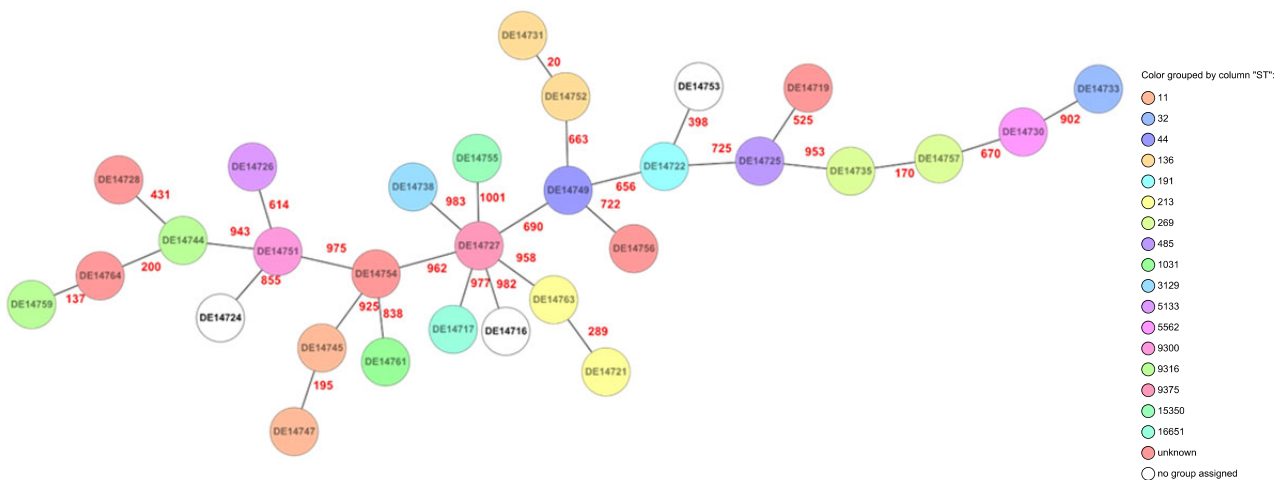 DE14731
20
DE14752
663
DE14753
398
DE14719
525
DE14733
902
DE14730
670
DE14757
170
DE14735
953
DE14725
725
DE14722
656
DE14749
722
DE14756
690
DE14755
1001
DE14738
983
DE14727
958
DE14763
289
DE14721
982
DE14716
977
DE14717
962
DE14754
838
DE14761
925
DE14745
195
DE14747
975
DE14751
614
DE14726
855
DE14724
943
DE14744
431
DE14728
200
DE14764
137
DE14759
Color grouped by column "ST":
11
32
44
136
191
213
269
485
1031
3129
5133
5562
9300
9316
9375
15350
16651
unknown
no group assigned